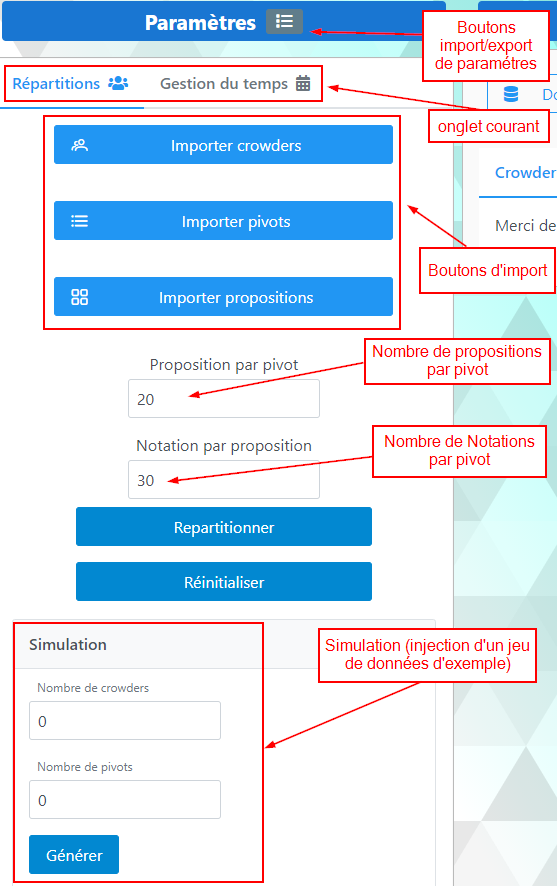 Paramètres
Boutons
import/export
de paramétres
Répartitions
Gestion du temps
Do
onglet courant
Importer crowders
Crowder
Importer pivots
Merci de
Boutons d'import
Importer propositions
Nombre de propositions
par pivot
Proposition par pivot
20
Nombre de Notations
par pivot
Notation par proposition
30
Repartitionner
Réinitialiser
Simulation
Simulation (injection d'un jeu
de données d'exemple)
Nombre de crowders
0
Nombre de pivots
0
Générer